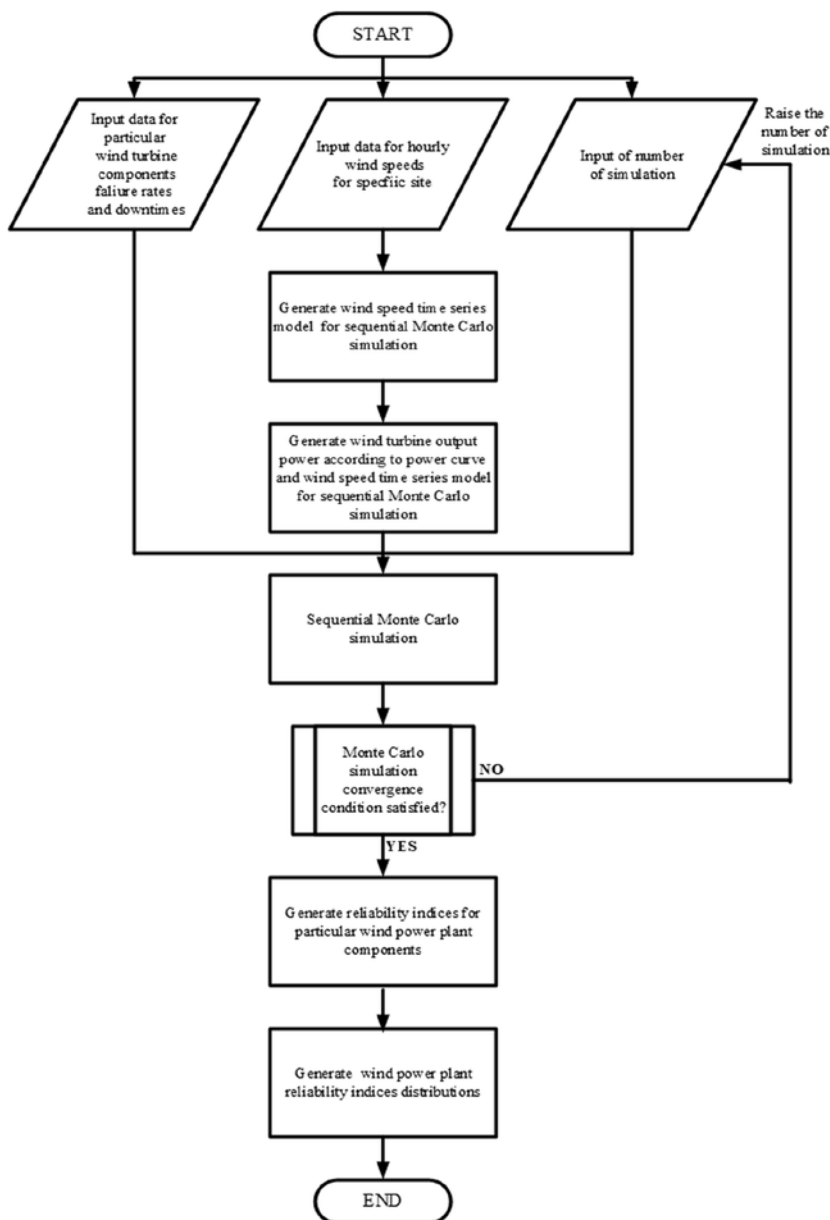 START
Input data for
particular
wind turbine
components
faliure rates
and downtimes
Input data for hourly
wind speeds
for specfiic site
Input of number
of simulation
Raise the
number of
simulation
Generate wind speed time series
model for sequential Monte Carlo
simulation
Generate wind turbine output
power according to power curve
and wind speed time series model
for sequential Monte Carlo
simulation
Sequential Monte Carlo
simulation
Monte Carlo
simulation
convergence
condition satisfied?
NO
YES
Generate reliability indices for
particular wind power plant
components
Generate wind power plant
reliability indices distributions
END